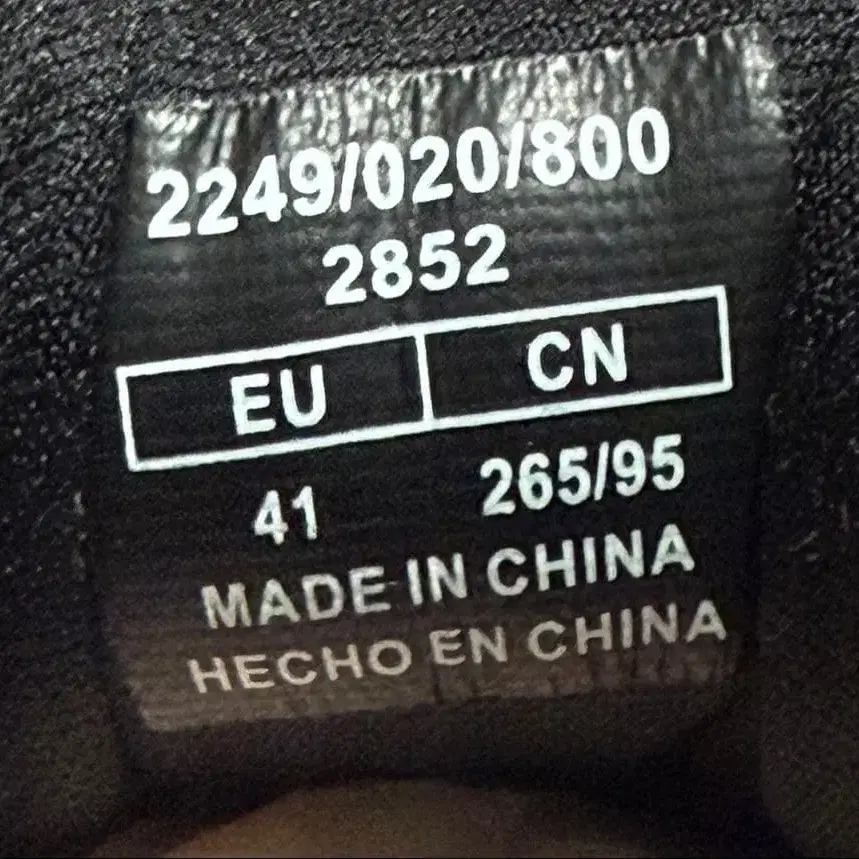 2249/020/800
2852
EU CN
41 265/95
MADE IN CHINA
HECHO EN CHINA